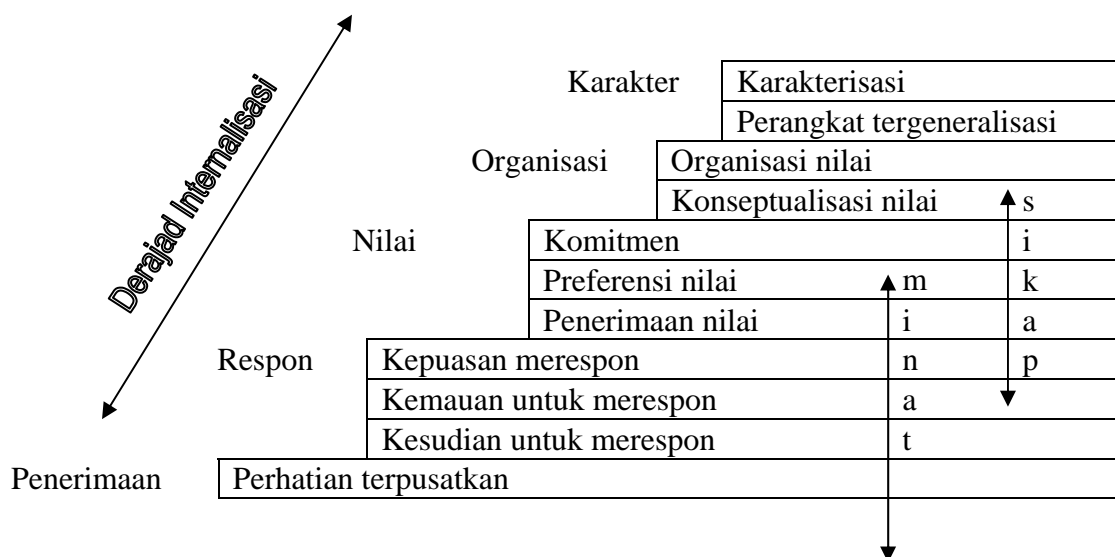 Derajad Internalisasi
Karakter Karakterisasi
Perangkat tergeneralisasi
Organisasi Organisasi nilai
Konseptualisasi nilai s
Nilai Komitmen i
Preferensi nilai m k
Penerimaan nilai i a
Respon Kepuasan merespon n p
Kemauan untuk merespon a
Kesudian untuk merespon t
Penerimaan Perhatian terpusatkan